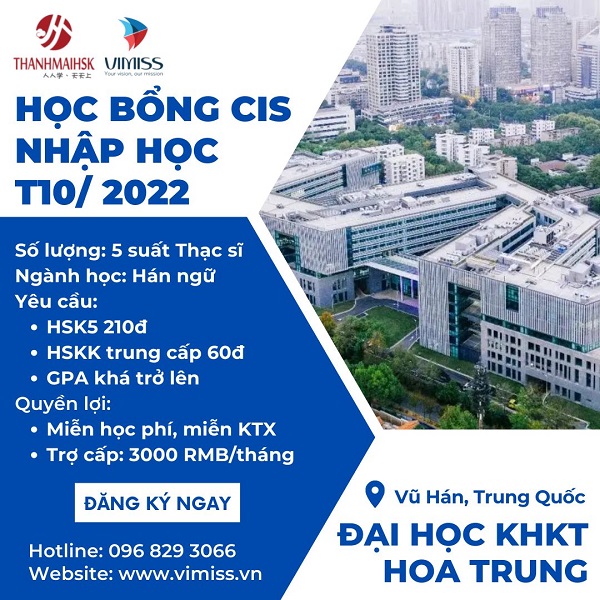 THANHMAIHSK
人人学·天天上
VIMISS
Your vision, our mission
HỌC BỔNG CIS
NHẬP HỌC
T10/ 2022
Số lượng: 5 suất Thạc sĩ
Ngành học: Hán ngữ
Yêu cầu:
• HSK5 210đ
• HSKK trung cấp 60đ
• GPA khá trở lên
Quyền lợi:
• Miễn học phí, miễn KTX
• Trợ cấp: 3000 RMB/tháng
ĐĂNG KÝ NGAY
Hotline: 096 829 3066
Website: www.vimiss.vn
Vũ Hán, Trung Quốc
ĐẠI HỌC KHKT
HOA TRUNG